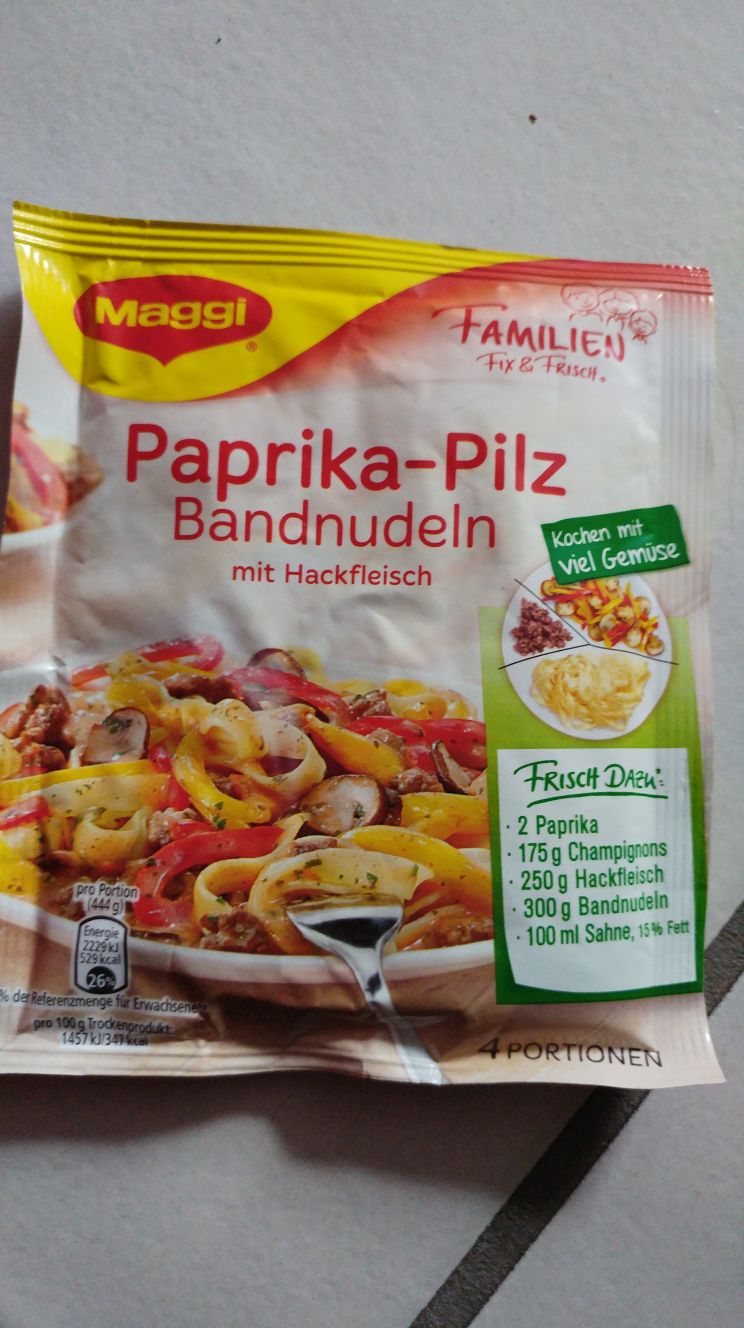 Maggi
®
FAMILIEN
FIX & FRISCH®
Paprika-Pilz
Bandnudeln
mit Hackfleisch
Kochen mit
viel Gemüse
FRISCH DAZU*:
· 2 Paprika
· 175 g Champignons
· 250 g Hackfleisch
· 300 g Bandnudeln
· 100 ml Sahne, 15% Fett
pro Portion
(444 g)
Energie
2229 kJ
529 kcal
26%
% der Referenzmenge für Erwachsene
pro 100 g Trockenprodukt:
1457 kJ/347 kcal
4 PORTIONEN